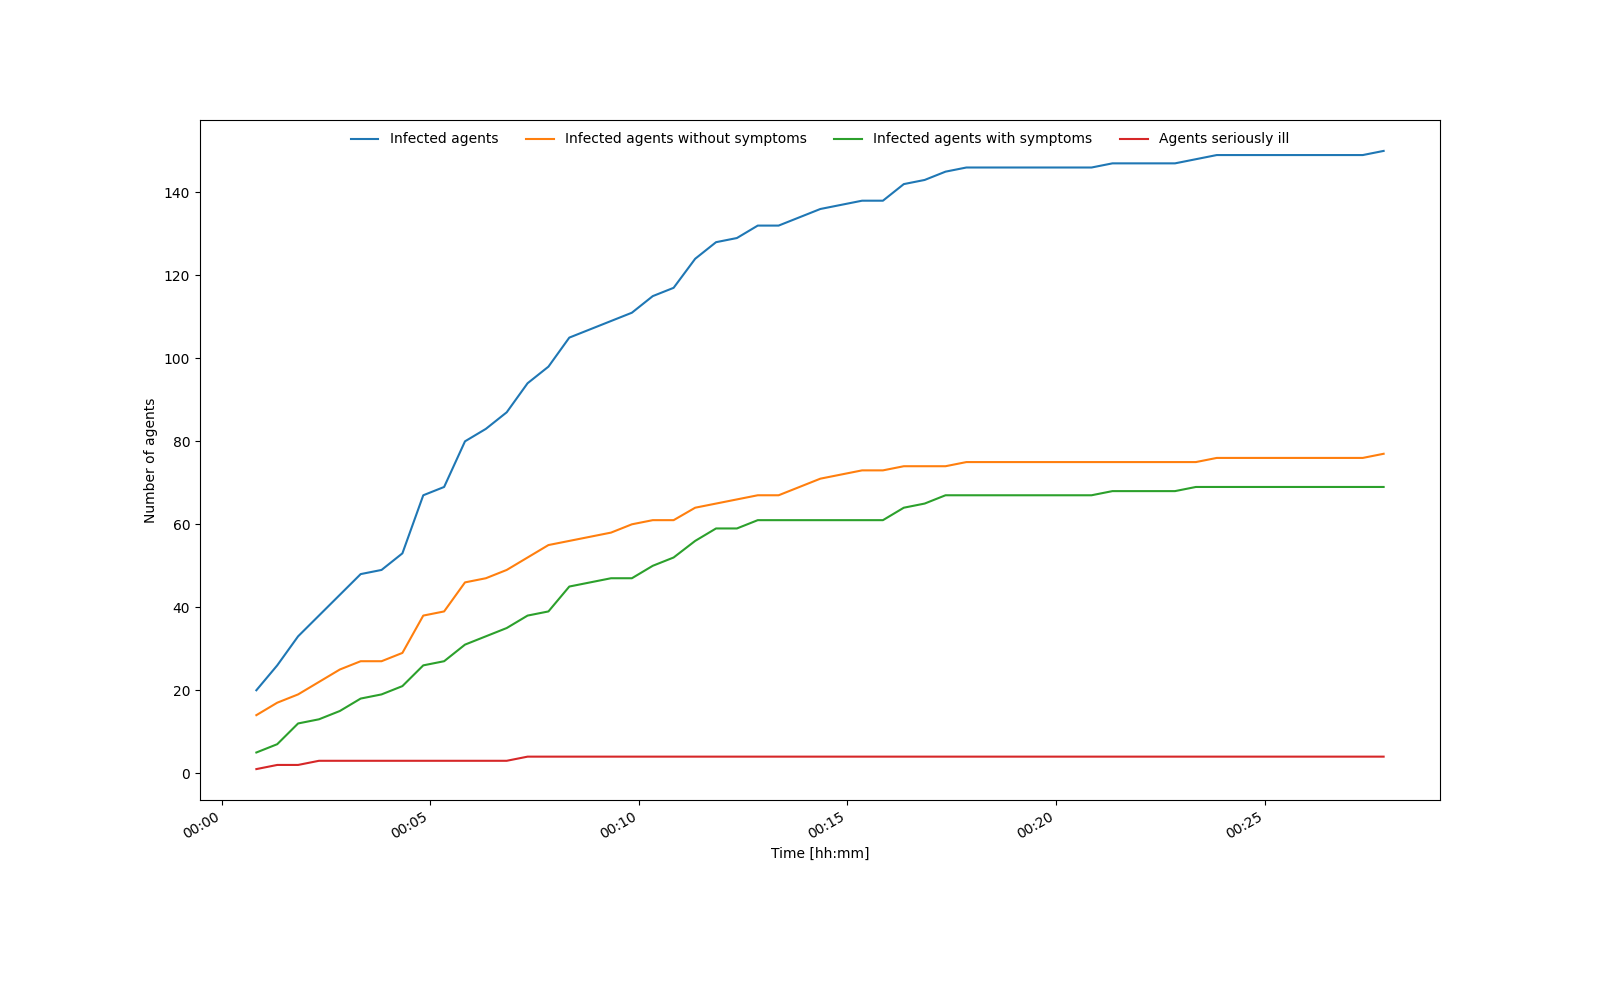 Infected agents Infected agents without symptoms Infected agents with symptoms Agents seriously ill
140
120
100
80
60
40
20
0
Number of agents
00:00 00:05 00:10 00:15 00:20 00:25
Time [hh:mm]